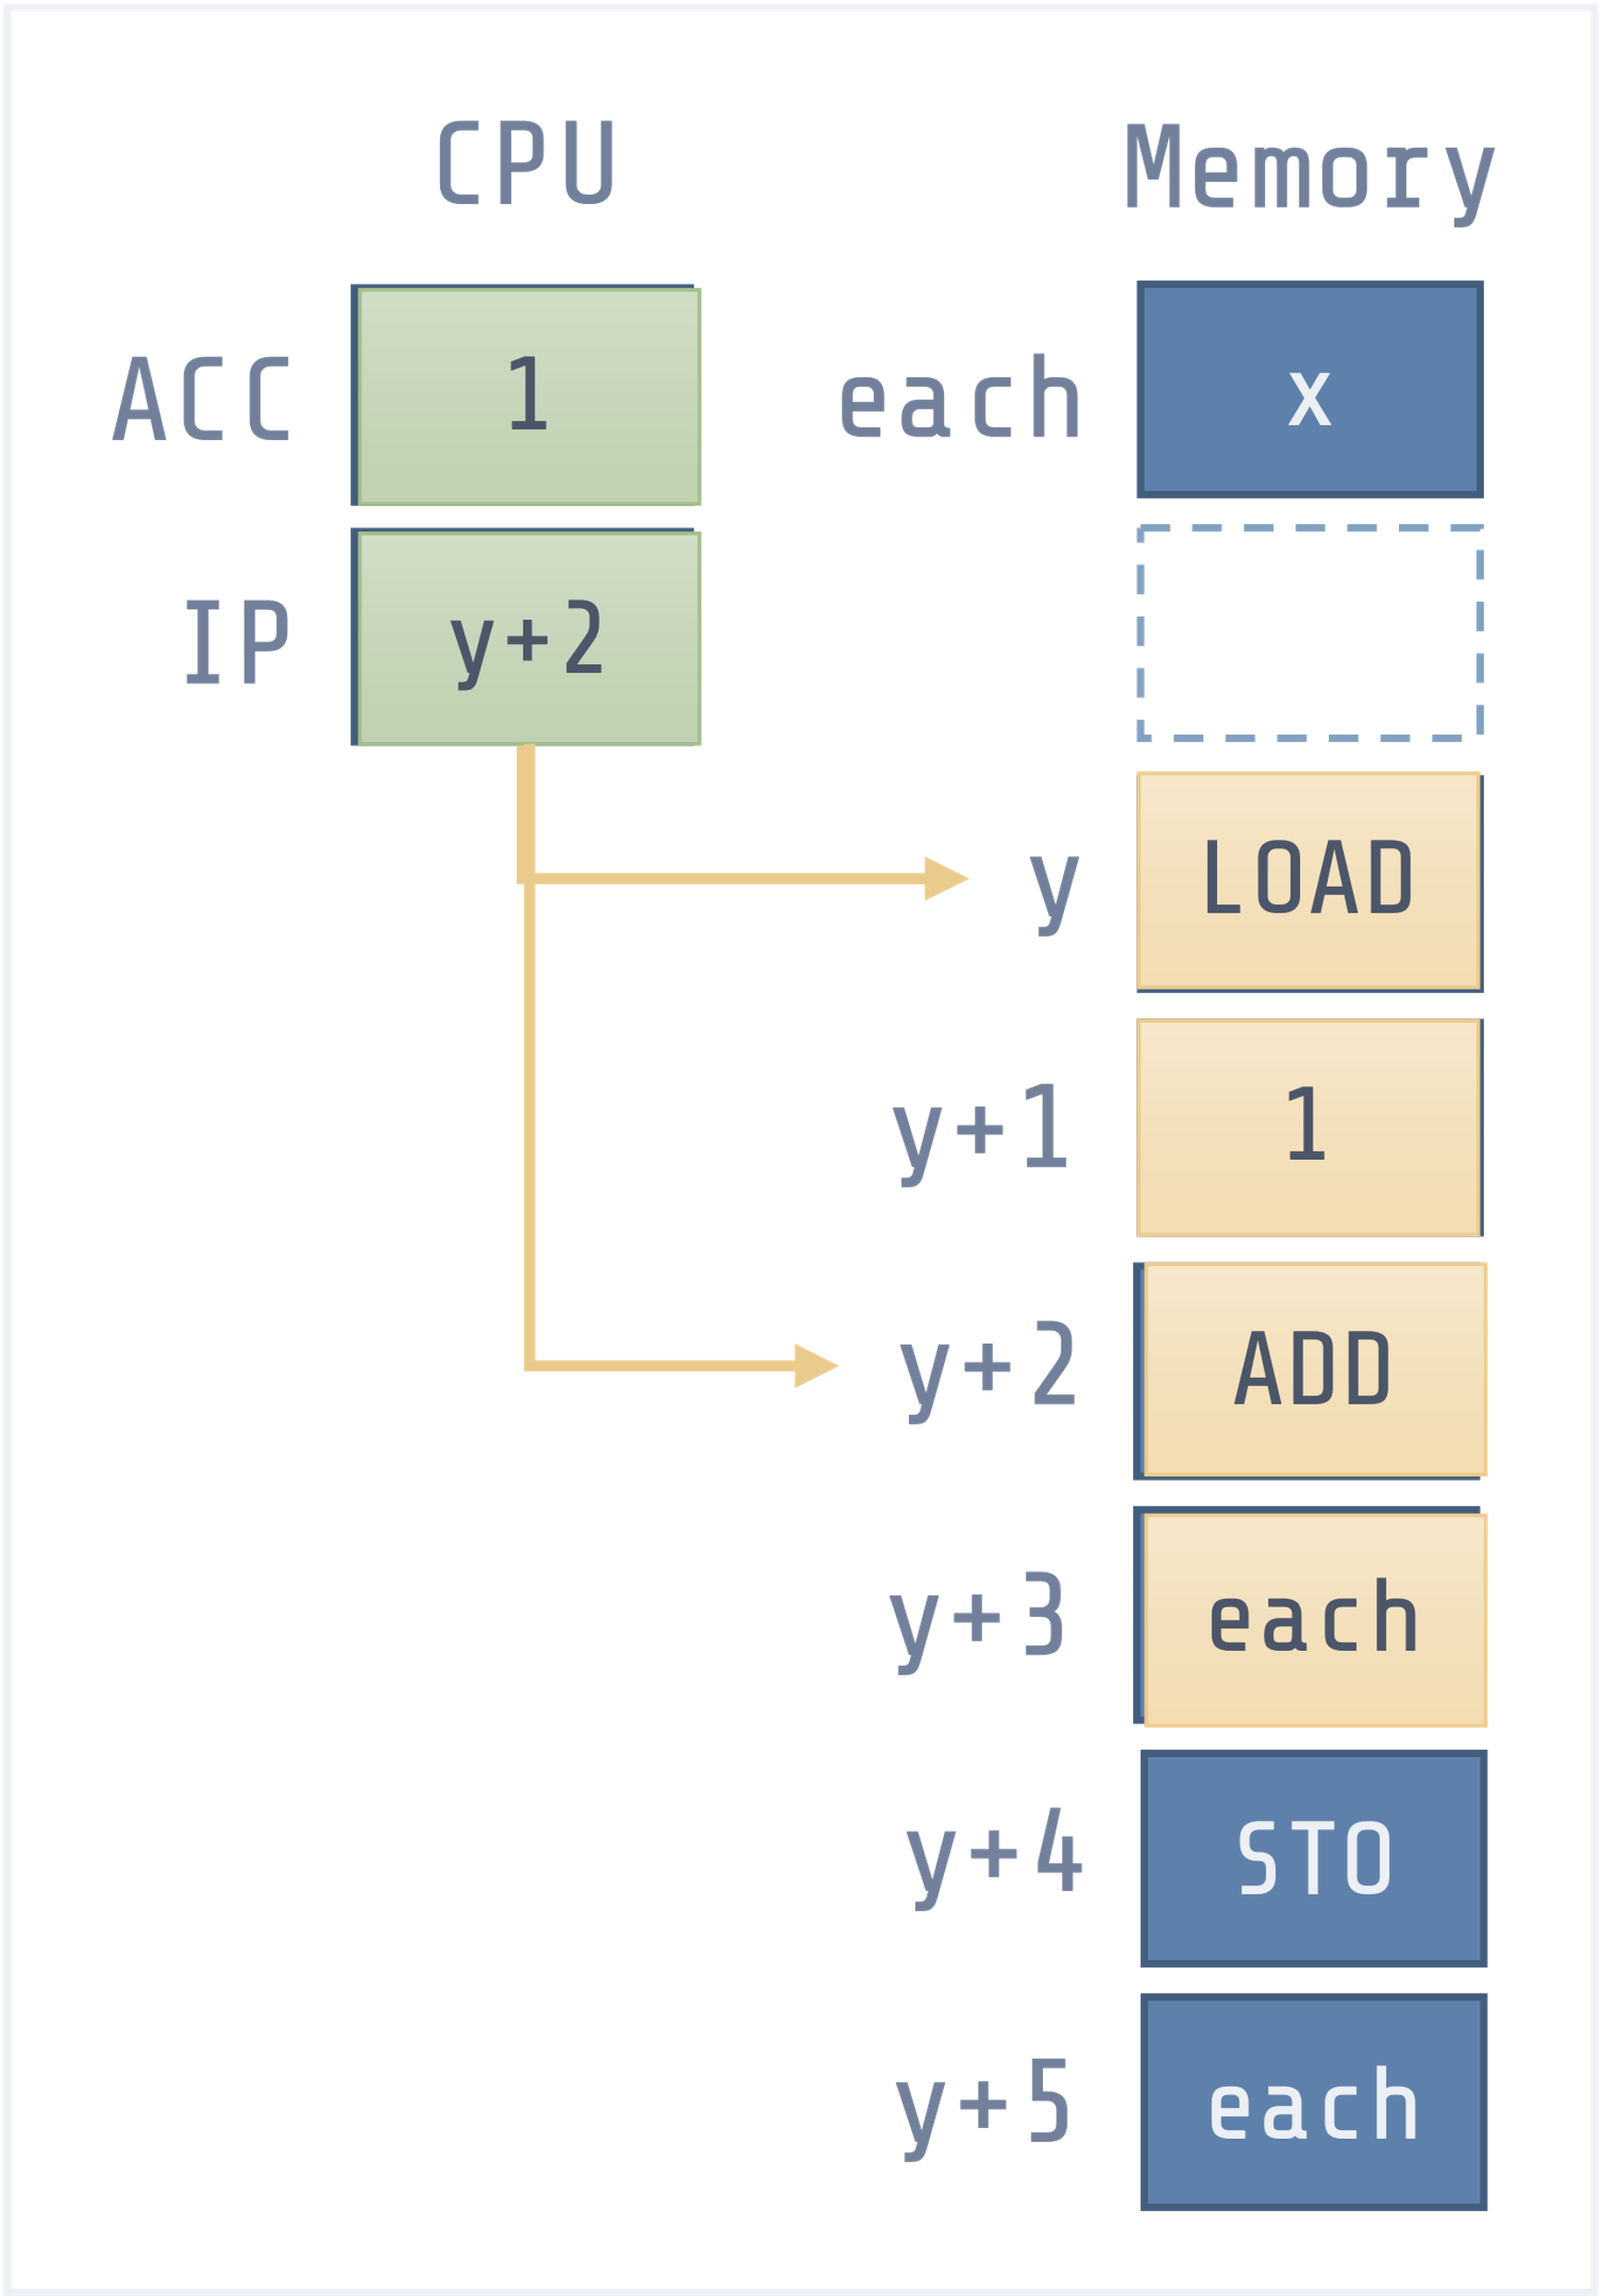 CPU Memory
ACC 1 each x
IP y+2
y LOAD
y+1 1
y+2 ADD
y+3 each
y+4 STO
y+5 each